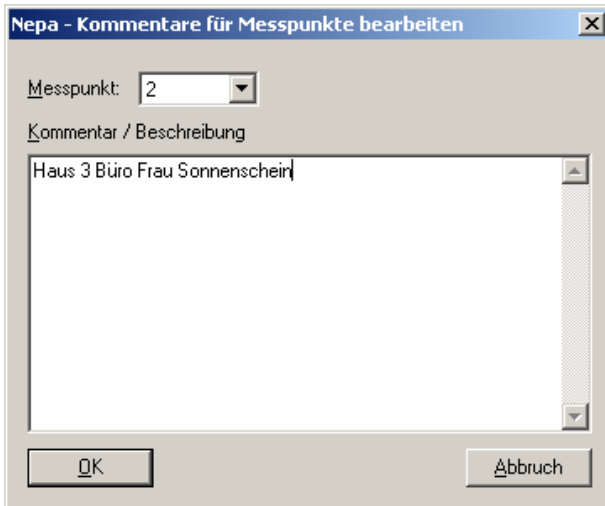 Nepa - Kommentare für Messpunkte bearbeiten
Messpunkt: 2
Kommentar / Beschreibung
Haus 3 Büro Frau Sonnenschein
OK Abbruch